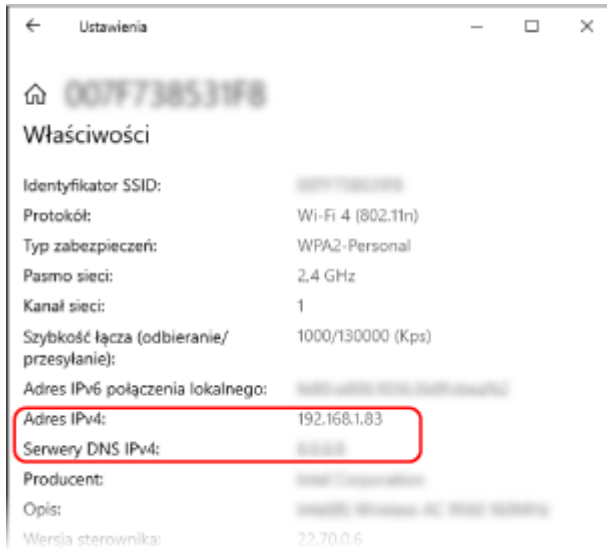 ← Ustawienia
Właściwości
Identyfikator SSID:
Protokół: Wi-Fi 4 (802.11n)
Typ zabezpieczeń: WPA2-Personal
Pasmo sieci: 2,4 GHz
Kanał sieci: 1
Szybkość łącza (odbieranie/ 1000/130000 (Kps)
przesyłanie):
Adres IPv6 połączenia lokalnego:
Adres IPv4: 192.168.1.83
Serwery DNS IPv4:
Producent:
Opis:
Wersja sterownika: 22.70.0.6